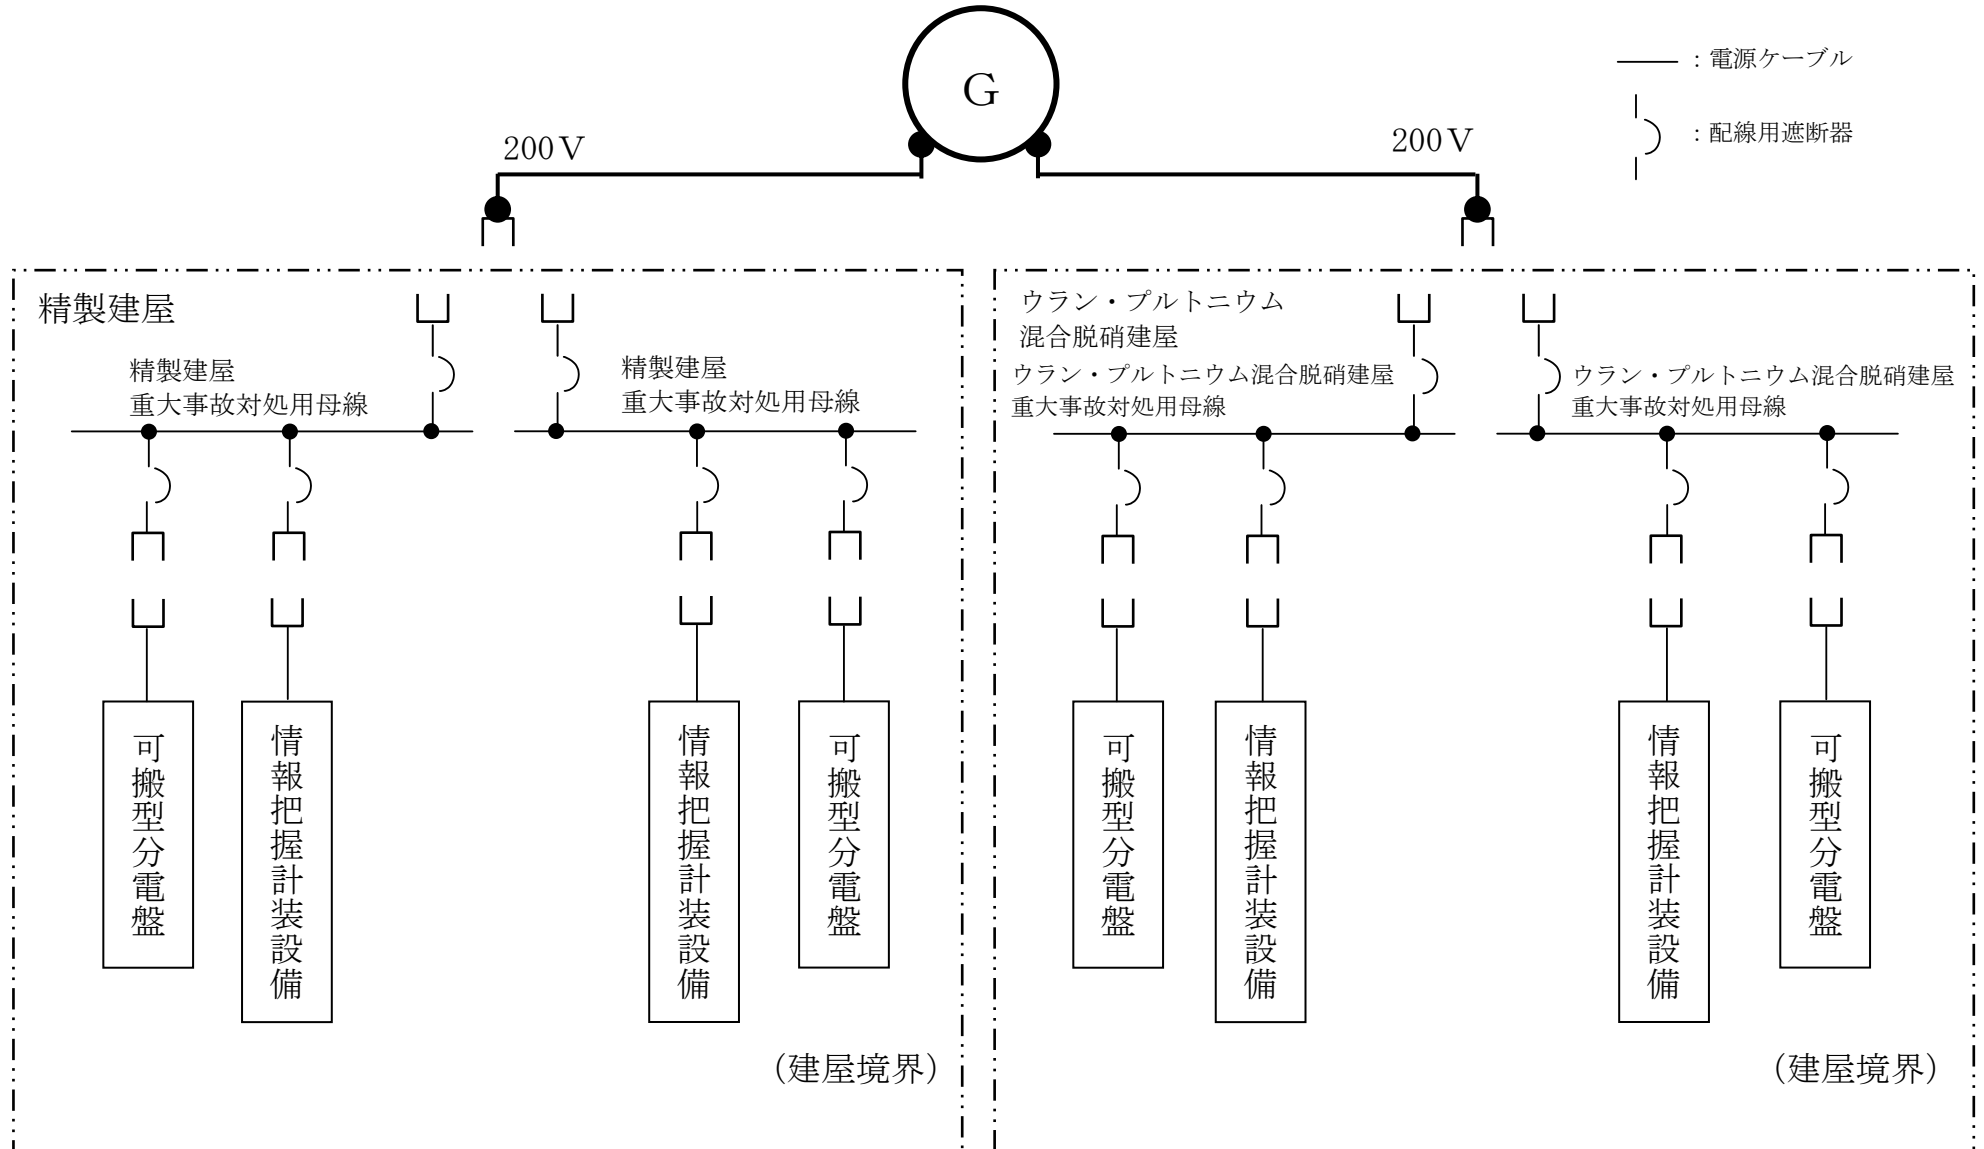 G
200V
200V
：電源ケーブル
：配線用遮断器
精製建屋
精製建屋
重大事故対処用母線
精製建屋
重大事故対処用母線
可搬型分電盤
情報把握計装設備
情報把握計装設備
可搬型分電盤
（建屋境界）
ウラン・プルトニウム
混合脱硝建屋
ウラン・プルトニウム混合脱硝建屋
重大事故対処用母線
ウラン・プルトニウム混合脱硝建屋
重大事故対処用母線
可搬型分電盤
情報把握計装設備
情報把握計装設備
可搬型分電盤
（建屋境界）